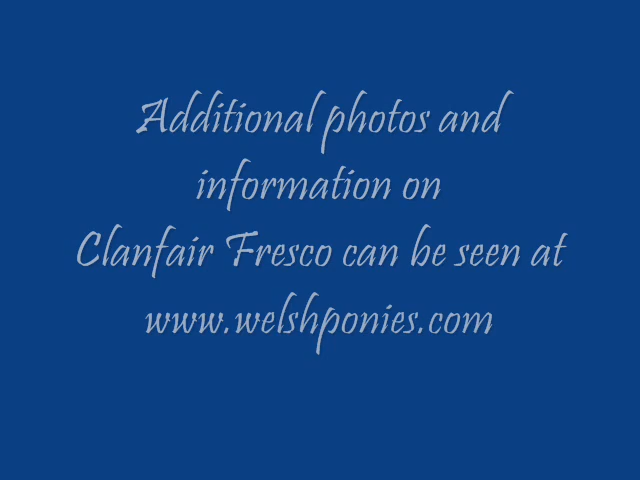 Additional photos and
information on
Clanfair Fresco can be seen at
www.welshponies.com